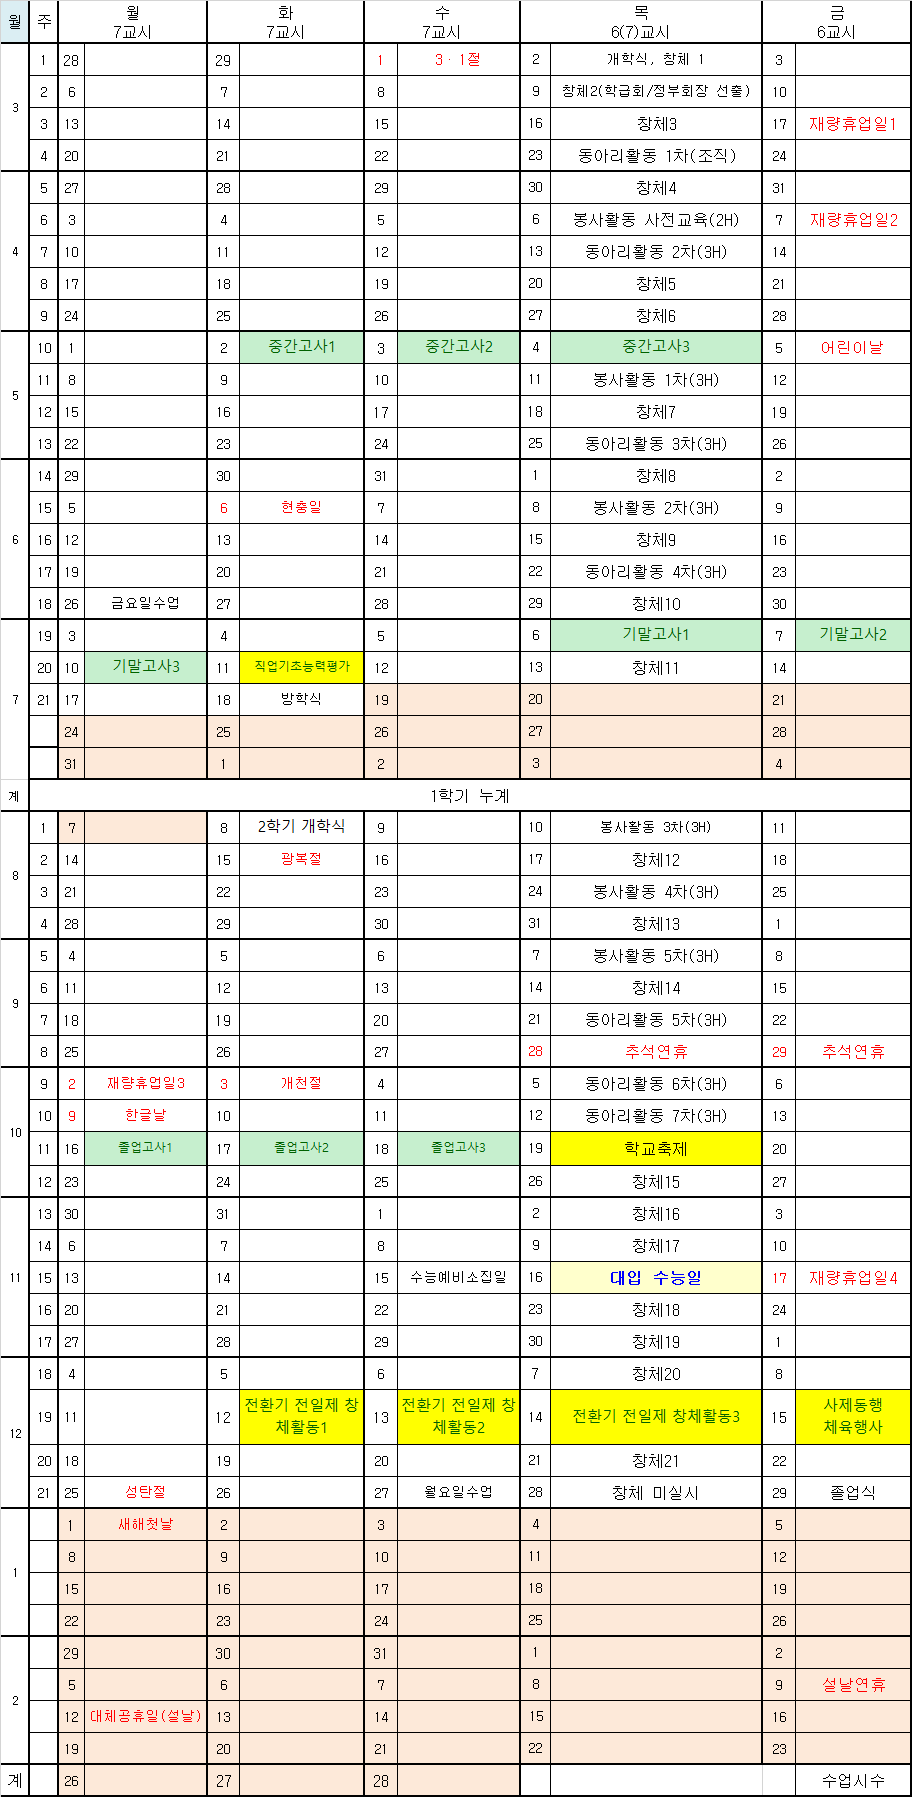 월 주 월 화 수 목 금
7교시 7교시 7교시 6(7)교시 6교시
3
1 28 29 1 3·1절 2 개학식, 창체 1 3
2 6 7 8 9 창체2(학급회/정부회장 선출) 10
3 13 14 15 16 창체3 17 재량휴업일1
4 20 21 22 23 동아리활동 1차(조직) 24
4
5 27 28 29 30 창체4 31
6 3 4 5 6 봉사활동 사전교육(2H) 7 재량휴업일2
7 10 11 12 13 동아리활동 2차(3H) 14
8 17 18 19 20 창체5 21
9 24 25 26 27 창체6 28
5
10 1 2 중간고사1 3 중간고사2 4 중간고사3 5 어린이날
11 8 9 10 11 봉사활동 1차(3H) 12
12 15 16 17 18 창체7 19
13 22 23 24 25 동아리활동 3차(3H) 26
6
14 29 30 31 1 창체8 2
15 5 6 현충일 7 8 봉사활동 2차(3H) 9
16 12 13 14 15 창체9 16
17 19 20 21 22 동아리활동 4차(3H) 23
18 26 금요일수업 27 28 29 창체10 30
7
19 3 4 5 6 기말고사1 7 기말고사2
20 10 기말고사3 11 직업기초능력평가 12 13 창체11 14
21 17 18 방학식 19 20 21
24 25 26 27 28
31 1 2 3 4
계 1학기 누계
8
1 7 8 2학기 개학식 9 10 봉사활동 3차(3H) 11
2 14 15 광복절 16 17 창체12 18
3 21 22 23 24 봉사활동 4차(3H) 25
4 28 29 30 31 창체13 1
9
5 4 5 6 7 봉사활동 5차(3H) 8
6 11 12 13 14 창체14 15
7 18 19 20 21 동아리활동 5차(3H) 22
8 25 26 27 28 추석연휴 29 추석연휴
10
9 2 재량휴업일3 3 개천절 4 5 동아리활동 6차(3H) 6
10 9 한글날 10 11 12 동아리활동 7차(3H) 13
11 16 졸업고사1 17 졸업고사2 18 졸업고사3 19 학교축제 20
12 23 24 25 26 창체15 27
11
13 30 31 1 2 창체16 3
14 6 7 8 9 창체17 10
15 13 14 15 수능예비소집일 16 대입 수능일 17 재량휴업일4
16 20 21 22 23 창체18 24
17 27 28 29 30 창체19 1
12
18 4 5 6 7 창체20 8
19 11 12 전환기 전일제 창 13 전환기 전일제 창 14 전환기 전일제 창체활동3 15 사제동행
체활동1 체활동2 체육행사
20 18 19 20 21 창체21 22
21 25 성탄절 26 27 월요일수업 28 창체 미실시 29 졸업식
1
1 새해첫날 2 3 4 5
8 9 10 11 12
15 16 17 18 19
22 23 24 25 26
2
29 30 31 1 2
5 6 7 8 9 설날연휴
12 대체공휴일(설날) 13 14 15 16
19 20 21 22 23
계 26 27 28 수업시수